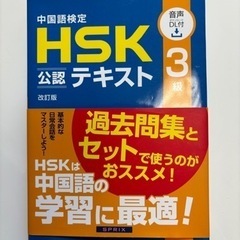 中国語検定
HSK
公認 テキスト
改訂版
音声
DL付
3級
基本的な
日常会話を
マスターしよう!
過去問集と
セットで使うのが
おススメ!
HSKは
中国語の
学習に最適!
SPRIX